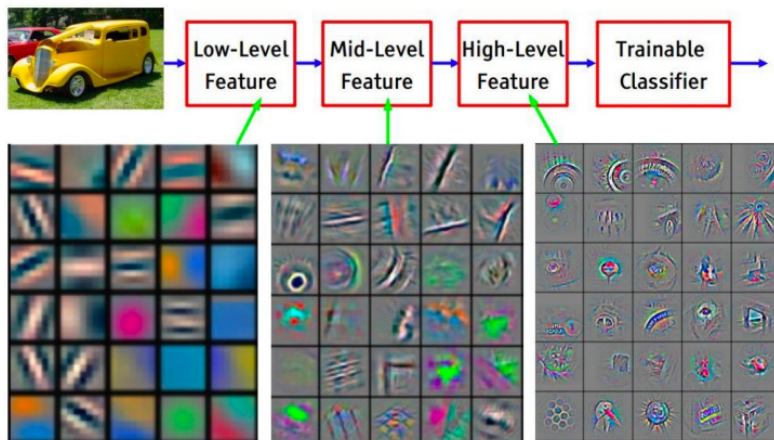 Low-Level
Feature
Mid-Level
Feature
High-Level
Feature
Trainable
Classifier